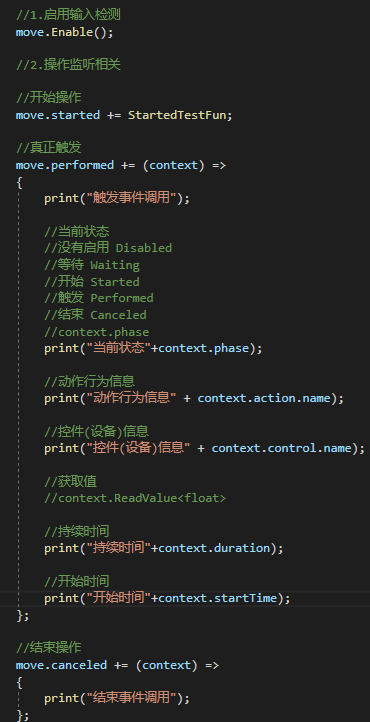 //1.启用输入检测
move.Enable();
//2.操作监听相关
//开始操作
move.started += StartedTestFun;
//真正触发
move.performed += (context) =>
{
print("触发事件调用");
//当前状态
//没有启用 Disabled
//等待 Waiting
//开始 Started
//触发 Performed
//结束 Canceled
//context.phase
print("当前状态"+context.phase);
//动作行为信息
print("动作行为信息" + context.action.name);
//控件(设备)信息
print("控件(设备)信息" + context.control.name);
//获取值
//context.ReadValue<float>
//持续时间
print("持续时间"+context.duration);
//开始时间
print("开始时间"+context.startTime);
};
//结束操作
move.canceled += (context) =>
{
print("结束事件调用");
};